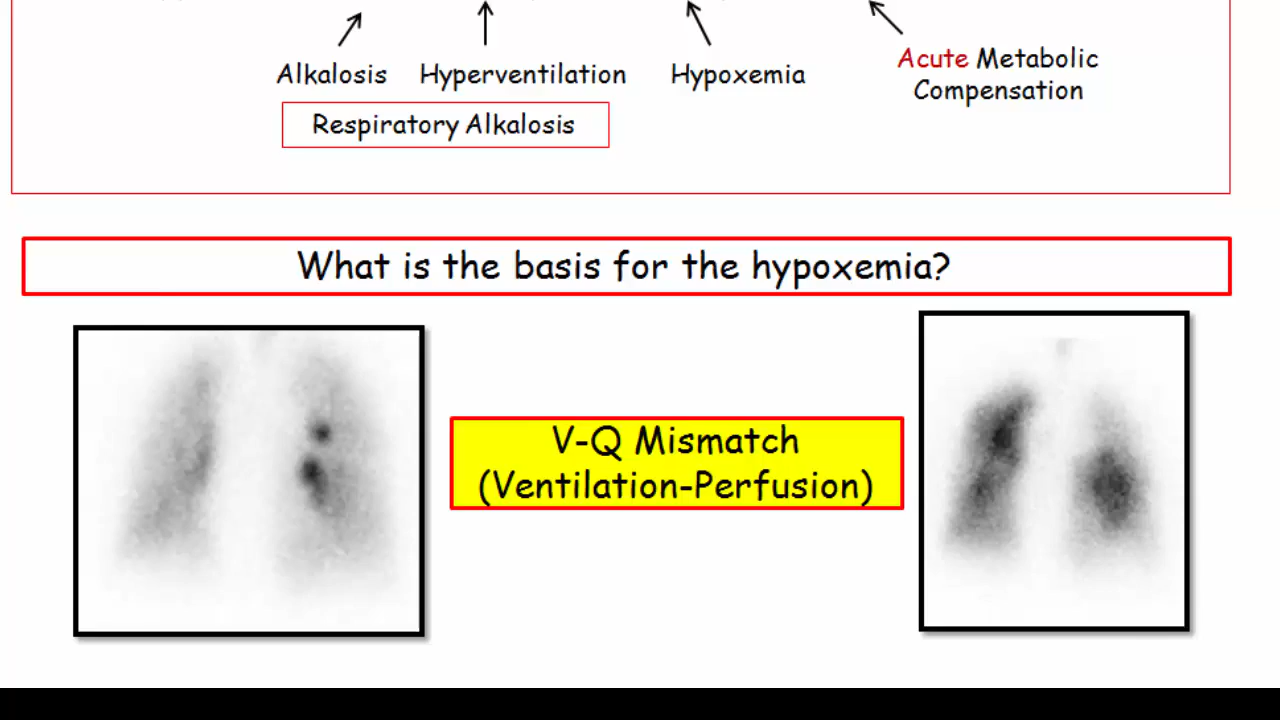 Alkalosis Hyperventilation Hypoxemia Acute Metabolic
Compensation
Respiratory Alkalosis
What is the basis for the hypoxemia?
V-Q Mismatch
(Ventilation-Perfusion)